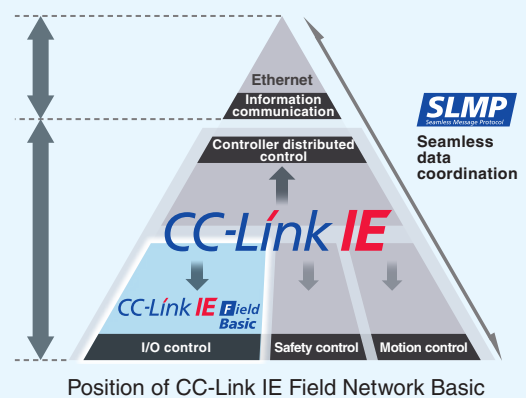 Ethernet
Information
communication
SLMP
Seamless Message Protocol
Seamless
data
coordination
Controller distributed
control
CC-Link IE
CC-Link IE Field
Basic
I/O control
Safety control
Motion control
Position of CC-Link IE Field Network Basic